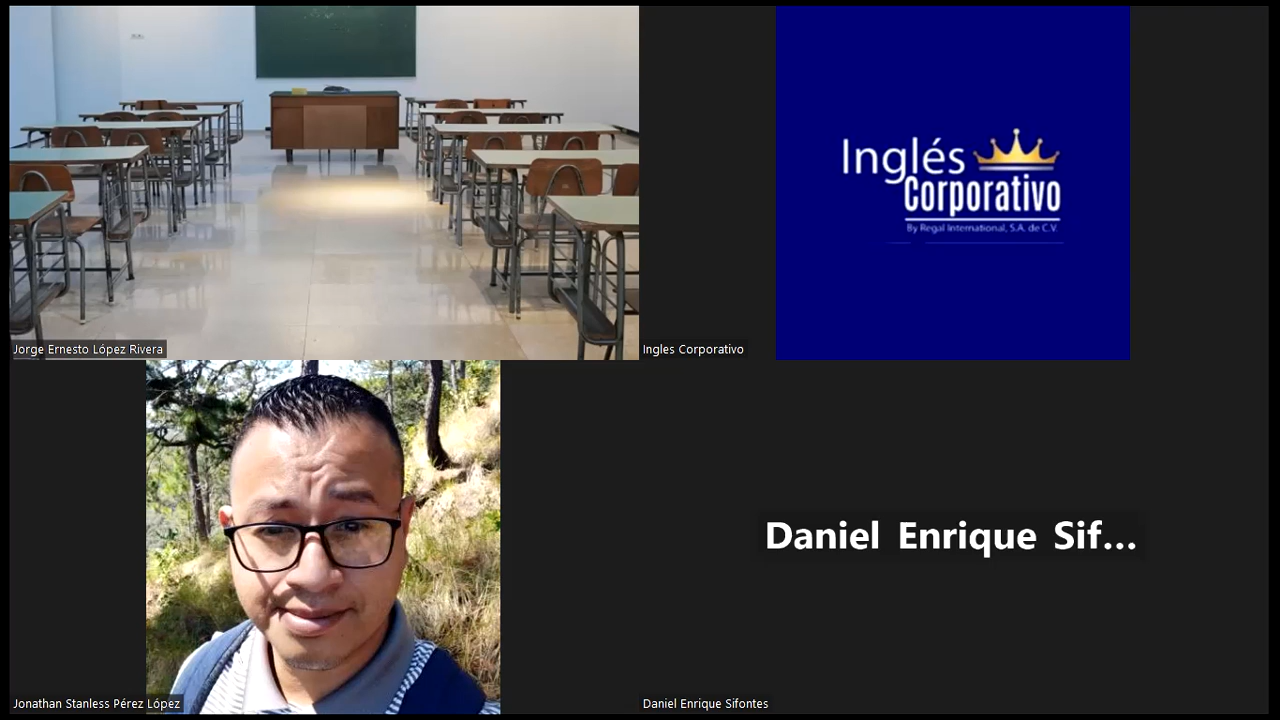 Jorge Ernesto López Rivera
Inglés
Corporativo
By Regal International, S.A. de C.V.
Ingles Corporativo
Daniel Enrique Sif...
Jonathan Stanless Pérez López
Daniel Enrique Sifontes